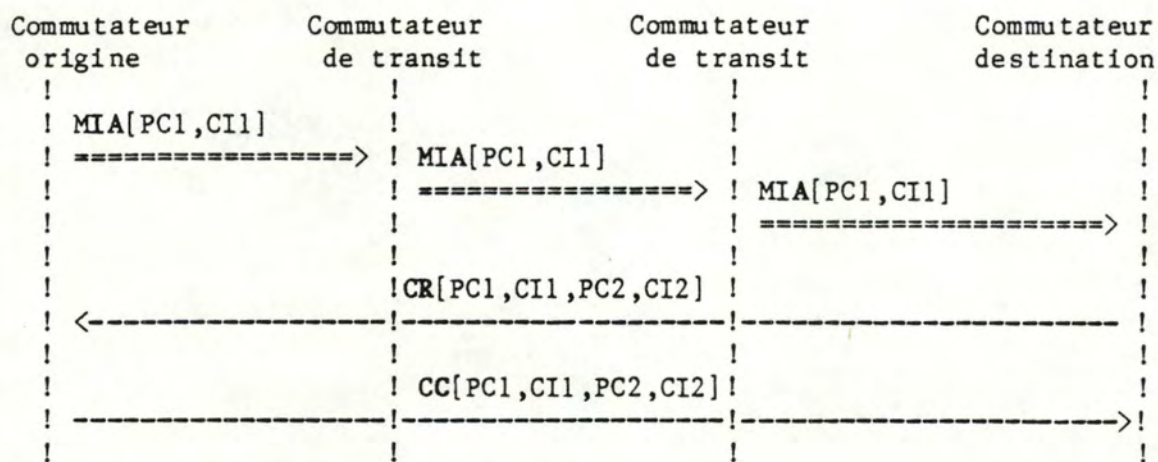 Commutateur Commutateur Commutateur Commutateur
origine de transit de transit destination
! ! ! !
! MIA[PC1,CI1] ! ! !
! =================> ! MIA[PC1,CI1] ! !
! ! =================> ! MIA[PC1,CI1] !
! ! ! =====================> !
! ! ! !
! !CR[PC1,CI1,PC2,CI2] ! !
! <------------------!--------------------!----------------------- !
! ! ! !
! ! CC[PC1,CI1,PC2,CI2]! !
! -------------------!--------------------!----------------------->!
! ! ! !